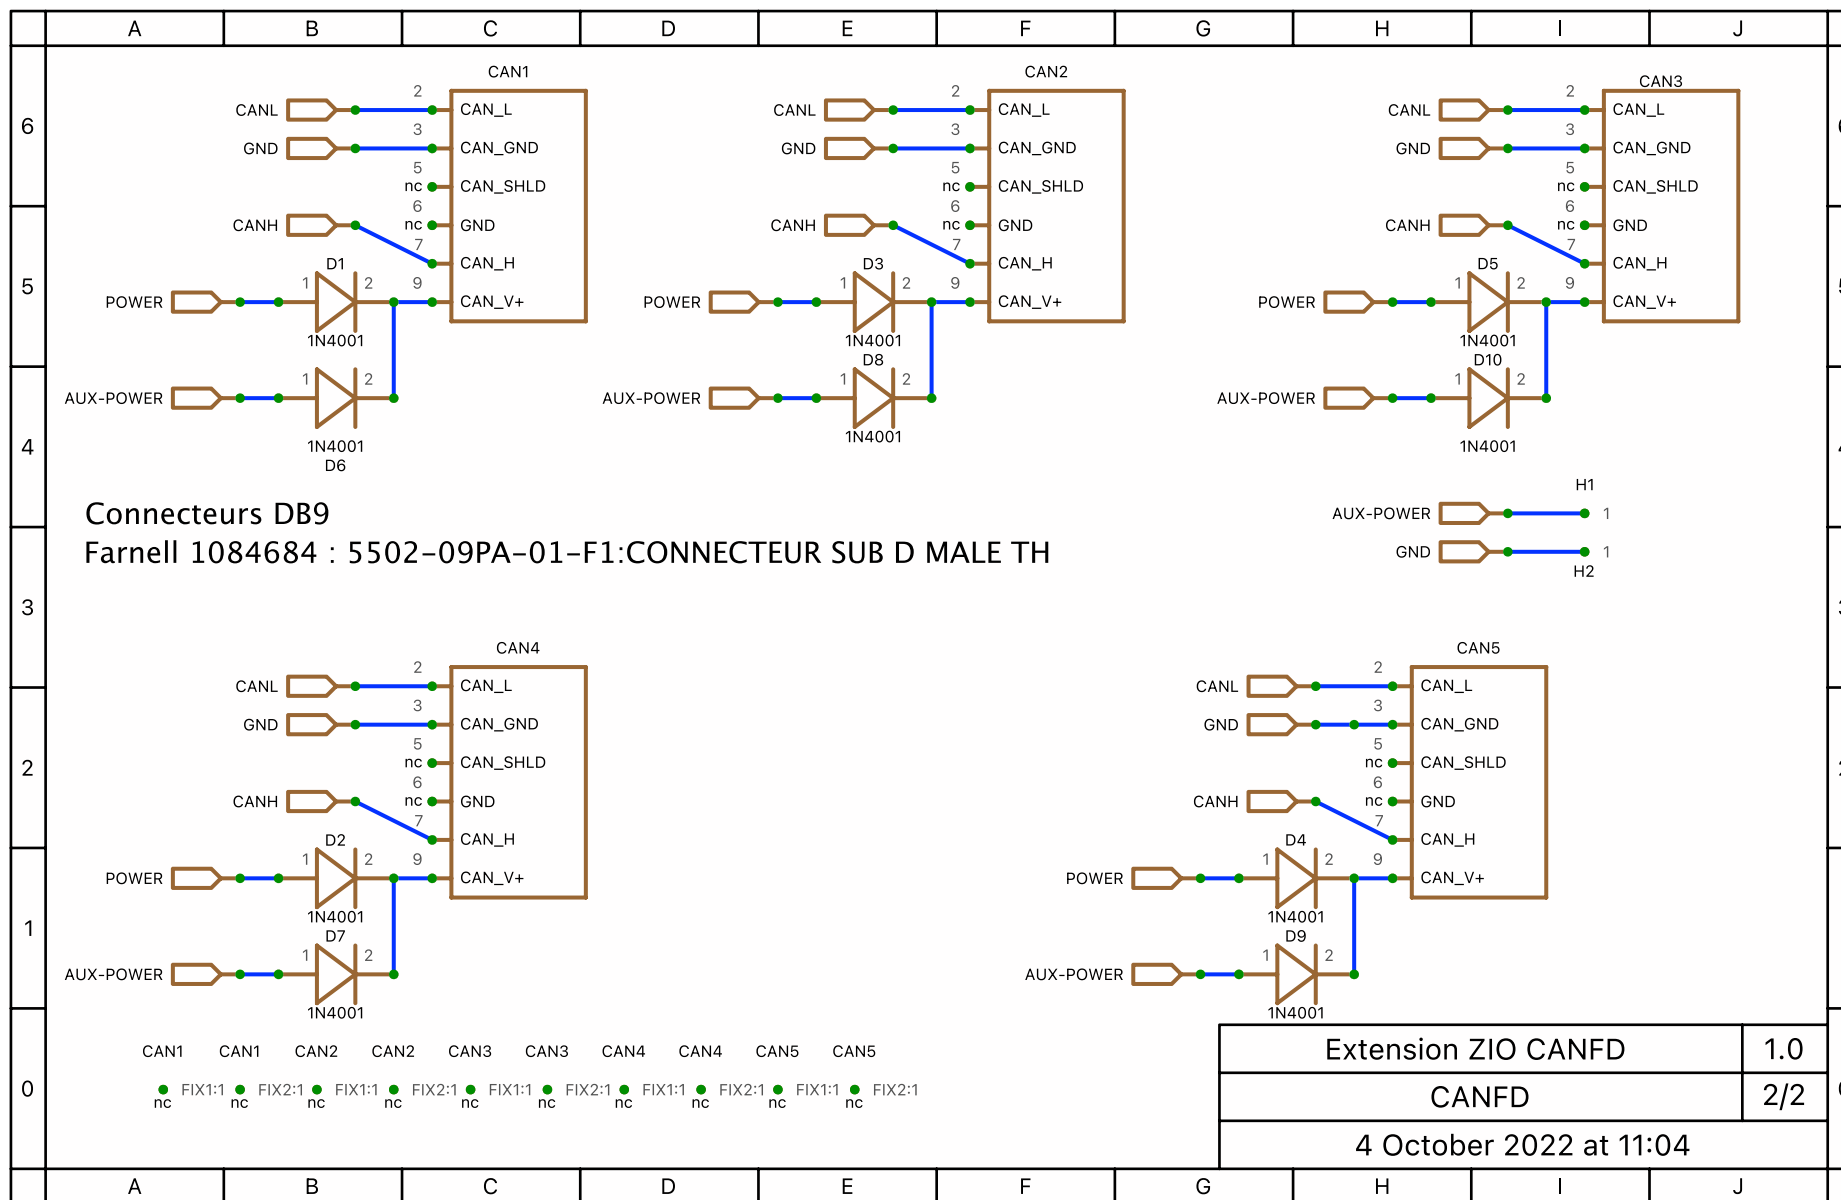 A B C D E F G H I J
6
5
4
3
2
1
0
CAN1
CANL 2 CAN_L
GND 3 CAN_GND
5
nc CAN_SHLD
6
CANH nc GND
7
CAN_H
D1
POWER 1 2 9 CAN_V+
1N4001
AUX-POWER 1 2
1N4001
D6
CAN2
CANL 2 CAN_L
GND 3 CAN_GND
5
nc CAN_SHLD
6
CANH nc GND
7
CAN_H
D3
POWER 1 2 9 CAN_V+
1N4001
D8
AUX-POWER 1 2
1N4001
CAN3
CANL 2 CAN_L
GND 3 CAN_GND
5
nc CAN_SHLD
6
CANH nc GND
7
CAN_H
D5
POWER 1 2 9 CAN_V+
1N4001
D10
AUX-POWER 1 2
1N4001
H1
AUX-POWER 1
GND 1
H2
Connecteurs DB9
Farnell 1084684 : 5502-09PA-01-F1:CONNECTEUR SUB D MALE TH
CAN4
CANL 2 CAN_L
GND 3 CAN_GND
5
nc CAN_SHLD
6
CANH nc GND
7
CAN_H
D2
POWER 1 2 9 CAN_V+
1N4001
D7
AUX-POWER 1 2
1N4001
CAN5
CANL 2 CAN_L
GND 3 CAN_GND
5
nc CAN_SHLD
6
CANH nc GND
7
CAN_H
D4
POWER 1 2 9 CAN_V+
1N4001
D9
AUX-POWER 1 2
1N4001
CAN1 CAN1 CAN2 CAN2 CAN3 CAN3 CAN4 CAN4 CAN5 CAN5
FIX1:1 FIX2:1 FIX1:1 FIX2:1 FIX1:1 FIX2:1 FIX1:1 FIX2:1 FIX1:1 FIX2:1
nc nc nc nc nc nc nc nc nc nc
Extension ZIO CANFD 1.0
CANFD 2/2
4 October 2022 at 11:04
A B C D E F G H I J